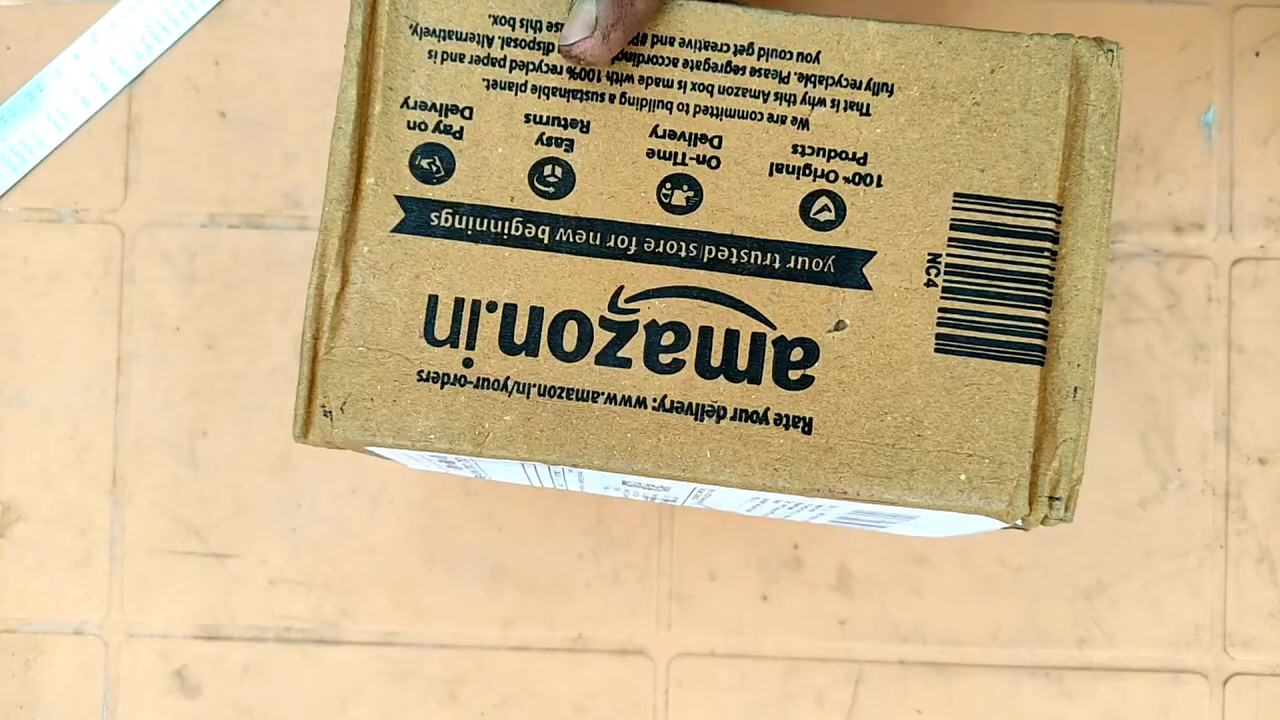 Rate your delivery: www.amazon.in/your-orders
amazon.in
your trusted store for new beginnings
100% Original Products
On-Time Delivery
Easy Returns
Pay on Delivery
We are committed to building a sustainable planet.
That is why this Amazon box is made with 100% recycled paper and is
fully recyclable. Please segregate disposal. Alternatively,
you could get creative and this box.
NC4